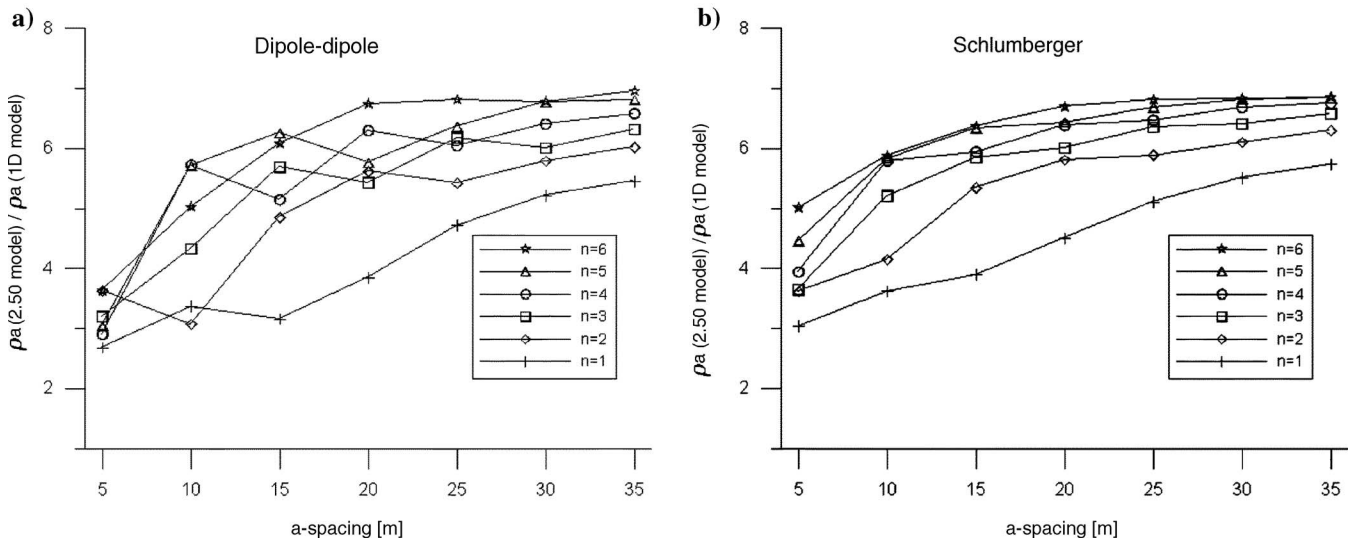 a)
Dipole-dipole
8
6
4
2
ρa (2.50 model) / ρa (1D model)
5 10 15 20 25 30 35
a-spacing [m]
n=6
n=5
n=4
n=3
n=2
n=1
b)
Schlumberger
8
6
4
2
ρa (2.50 model) / ρa (1D model)
5 10 15 20 25 30 35
a-spacing [m]
n=6
n=5
n=4
n=3
n=2
n=1